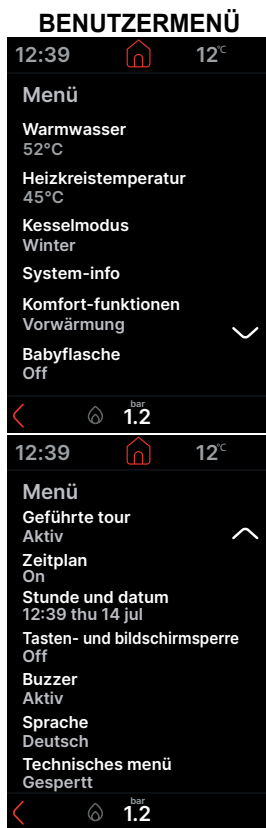 BENUTZERMENÜ
12:39 12°C
Menü
Warmwasser
52°C
Heizkreistemperatur
45°C
Kesselmodus
Winter
System-info
Komfort-funktionen
Vorwärmung
Babyflasche
Off
bar
1.2
12:39 12°C
Menü
Geführte tour
Aktiv
Zeitplan
On
Stunde und datum
12:39 thu 14 jul
Tasten- und bildschirmsperre
Off
Buzzer
Aktiv
Sprache
Deutsch
Technisches menü
Gespertt
bar
1.2